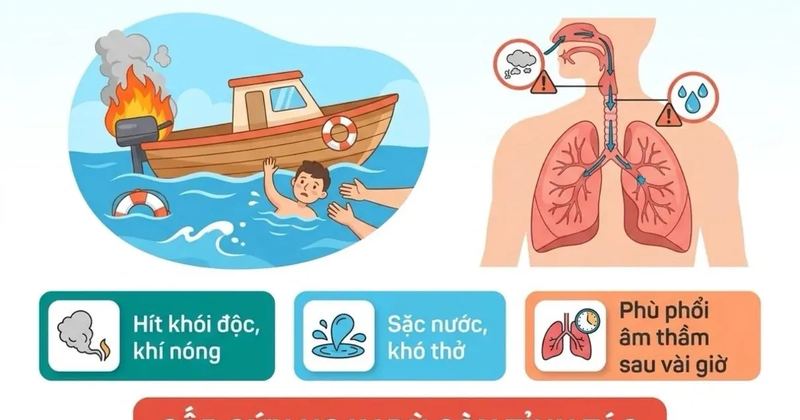 Hít khói độc,
khí nóng
Sặc nước,
khó thở
Phù phổi
âm thầm
sau vài giờ